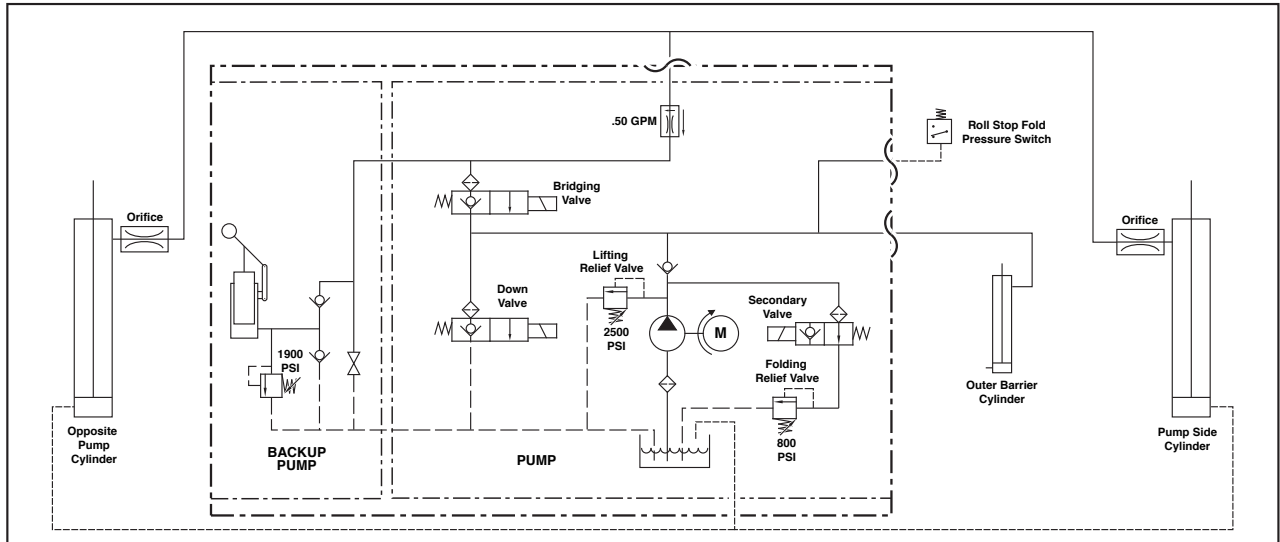 .50 GPM
Roll Stop Fold
Pressure Switch
Bridging
Valve
Orifice
Orifice
Lifting
Relief Valve
Down
Valve
Secondary
Valve
2500
PSI
M
1900
PSI
Folding
Relief Valve
Outer Barrier
Cylinder
Opposite
Pump
Cylinder
Pump Side
Cylinder
800
PSI
BACKUP
PUMP
PUMP